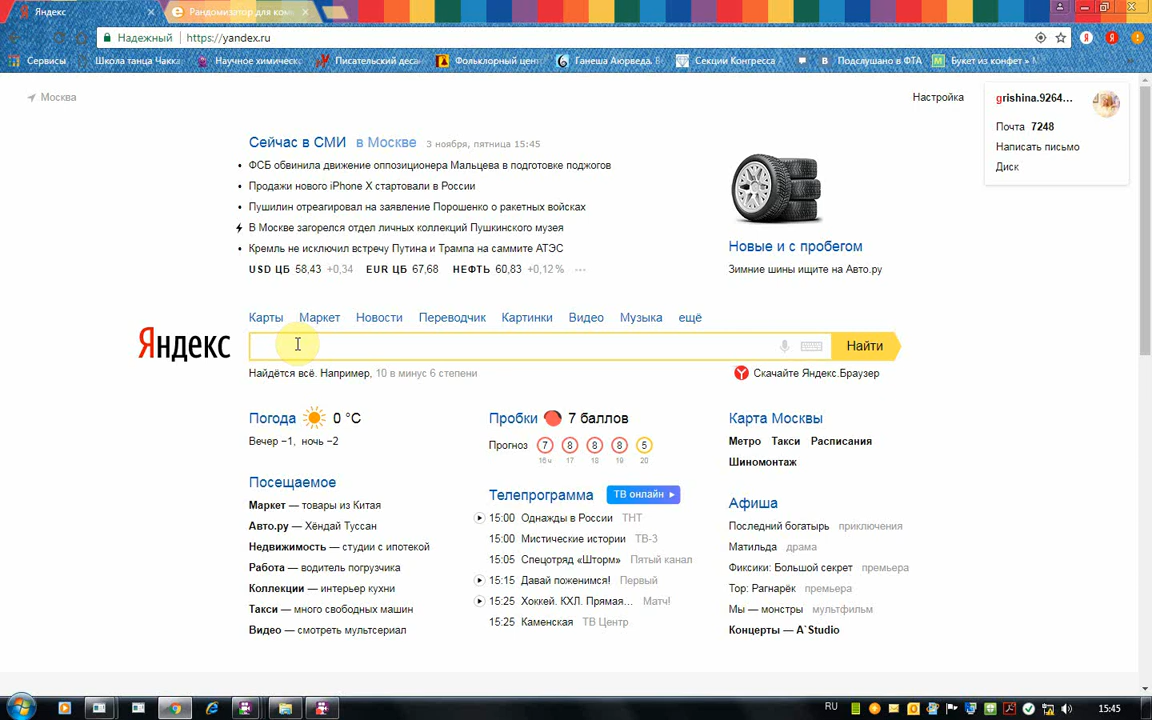 Яндекс
Рандомизатор для ком
Надежный
https://yandex.ru
Сервисы
Школа танца Чакка
Научное химическ
Писательский деса
Фольклорный цент
Ганеша Аюрведа. В
Секции Конгресса
Подслушано в ФТА
Букет из конфет » М
Москва
Настройка
grishina.9264...
Почта 7248
Написать письмо
Диск
Сейчас в СМИ в Москве 3 ноября, пятница 15:45
ФСБ обвинила движение оппозиционера Мальцева в подготовке поджогов
Продажи нового iPhone X стартовали в России
Пушилин отреагировал на заявление Порошенко о ракетных войсках
В Москве загорелся отдел личных коллекций Пушкинского музея
Кремль не исключил встречу Путина и Трампа на саммите АТЭС
USD ЦБ 58,43 +0,34 EUR ЦБ 67,68 НЕФТЬ 60,83 +0,12% ···
Новые и с пробегом
Зимние шины ищите на Авто.ру
Карты Маркет Новости Переводчик Картинки Видео Музыка ещё
Яндекс
Найти
Найдётся всё. Например, 10 в минус 6 степени
Скачайте Яндекс.Браузер
Погода 0 °C
Вечер −1, ночь −2
Пробки 7 баллов
Прогноз 7 8 8 8 5
16ч 17 18 19 20
Карта Москвы
Метро Такси Расписания
Шиномонтаж
Посещаемое
Маркет — товары из Китая
Авто.ру — Хёндай Туссан
Недвижимость — студии с ипотекой
Работа — водитель погрузчика
Коллекции — интерьер кухни
Такси — много свободных машин
Видео — смотреть мультсериал
Телепрограмма ТВ онлайн
15:00 Однажды в России ТНТ
15:00 Мистические истории ТВ-3
15:05 Спецотряд «Шторм» Пятый канал
15:15 Давай поженимся! Первый
15:25 Хоккей. КХЛ. Прямая... Матч!
15:25 Каменская ТВ Центр
Афиша
Последний богатырь приключения
Матильда драма
Фиксики: Большой секрет премьера
Тор: Рагнарёк премьера
Мы — монстры мультфильм
Концерты — A`Studio
RU
15:45